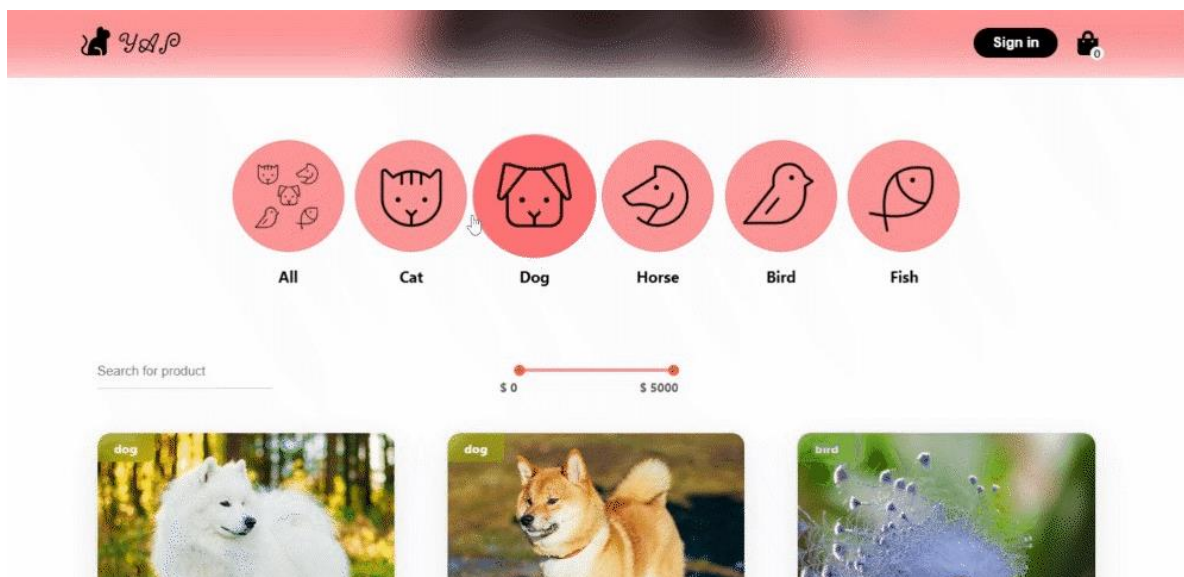 YAP
Sign in
0
All
Cat
Dog
Horse
Bird
Fish
Search for product
$ 0
$ 5000
dog
dog
bird